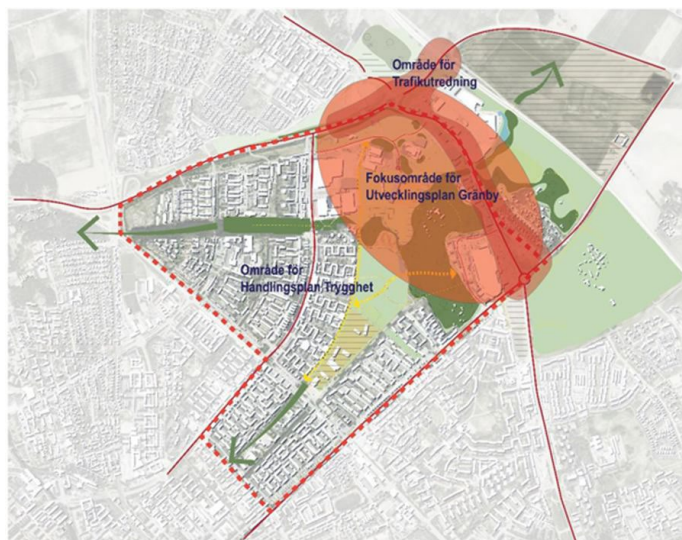 Område för
Trafikutredning
Fokusområde för
Utvecklingsplan Gränby
Område för
Handlingsplan Trygghet